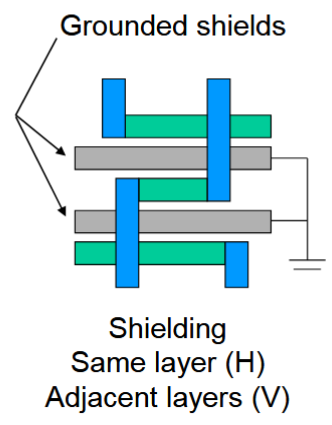 Grounded shields
Shielding
Same layer (H)
Adjacent layers (V)